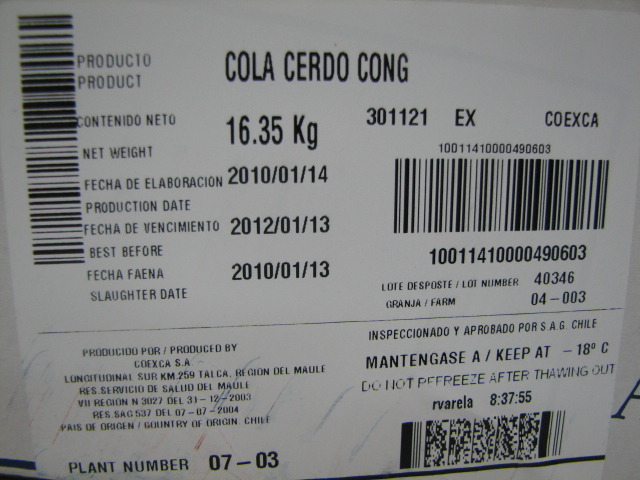 PRODUCTO COLA CERDO CONG
PRODUCT
CONTENIDO NETO 16.35 Kg 301121 EX COEXCA
NET WEIGHT
10011410000490603
FECHA DE ELABORACION 2010/01/14
PRODUCTION DATE
FECHA DE VENCIMIENTO 2012/01/13
BEST BEFORE
10011410000490603
FECHA FAENA 2010/01/13
SLAUGHTER DATE
LOTE DESPOSTE / LOT NUMBER 40346
GRANJA / FARM 04-003
INSPECCIONADO Y APROBADO POR S.A.G. CHILE
PRODUCIDO POR / PRODUCED BY
COEXCA S.A.
LONGITUDINAL SUR KM.259 TALCA, REGION DEL MAULE
RES.SERVICIO DE SALUD DEL MAULE
VII REGION N 3027 DEL 31-12-2003
RES.SAG 537 DEL 07-07-2004
PAIS DE ORIGEN / COUNTRY OF ORIGIN CHILE
MANTENGASE A / KEEP AT -18° C
DO NOT REFREEZE AFTER THAWING OUT
rvarela 8:37:55
PLANT NUMBER 07-03